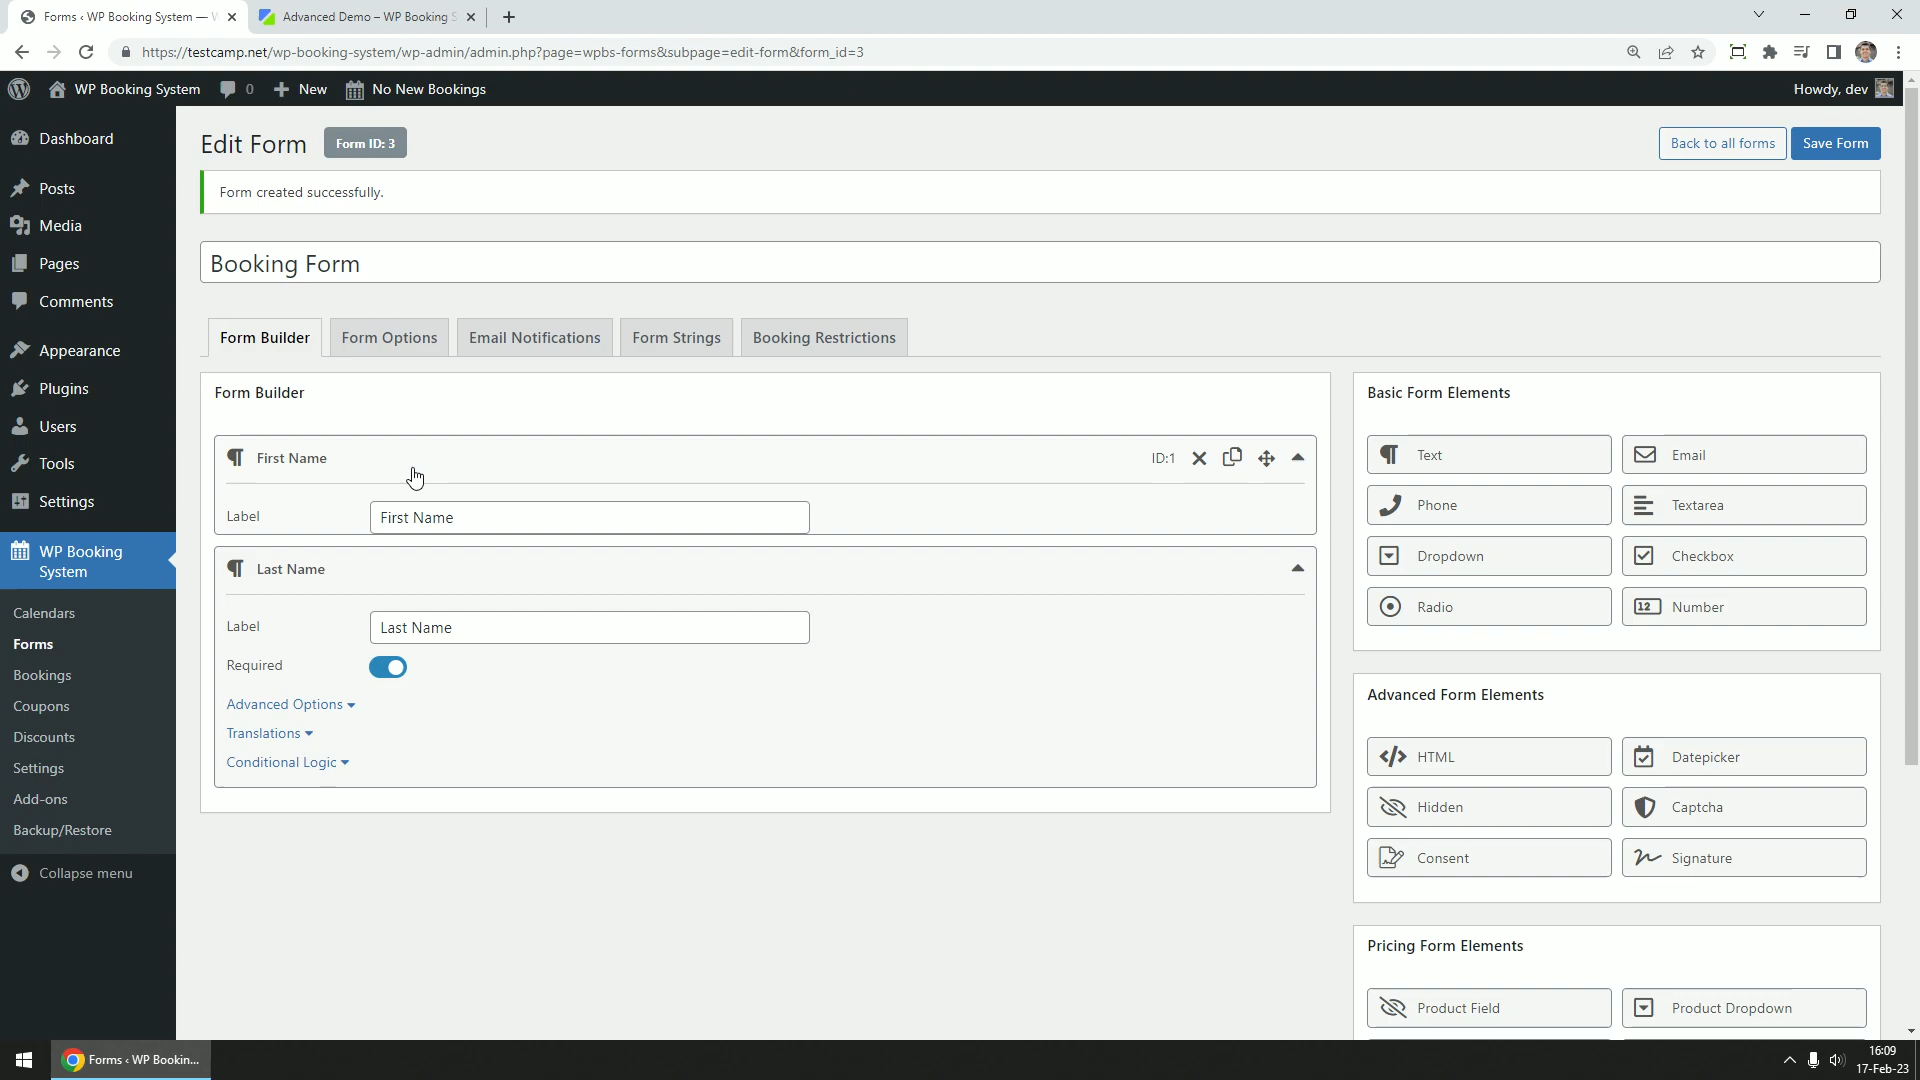 Forms ‹ WP Booking System — W
Advanced Demo – WP Booking S
https://testcamp.net/wp-booking-system/wp-admin/admin.php?page=wpbs-forms&subpage=edit-form&form_id=3
WP Booking System
0
New
No New Bookings
Howdy, dev
Dashboard
Posts
Media
Pages
Comments
Appearance
Plugins
Users
Tools
Settings
WP Booking
System
Calendars
Forms
Bookings
Coupons
Discounts
Settings
Add-ons
Backup/Restore
Collapse menu
Edit Form
Form ID: 3
Back to all forms
Save Form
Form created successfully.
Booking Form
Form Builder
Form Options
Email Notifications
Form Strings
Booking Restrictions
Form Builder
First Name
ID:1
Label
First Name
Last Name
Label
Last Name
Required
Advanced Options
Translations
Conditional Logic
Basic Form Elements
Text
Email
Phone
Textarea
Dropdown
Checkbox
Radio
12
Number
Advanced Form Elements
HTML
Datepicker
Hidden
Captcha
Consent
Signature
Pricing Form Elements
Product Field
Product Dropdown
Forms ‹ WP Bookin...
16:09
17-Feb-23